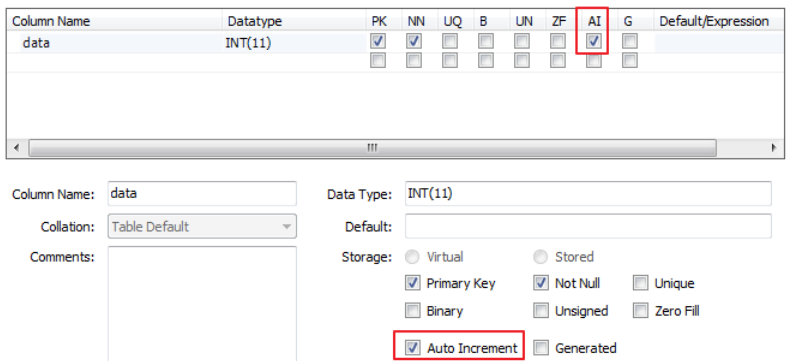 Column Name Datatype PK NN UQ B UN ZF AI G Default/Expression
data INT(11)
Column Name: data Data Type: INT(11)
Collation: Table Default Default:
Comments: Storage: Virtual Stored
Primary Key Not Null Unique
Binary Unsigned Zero Fill
Auto Increment Generated